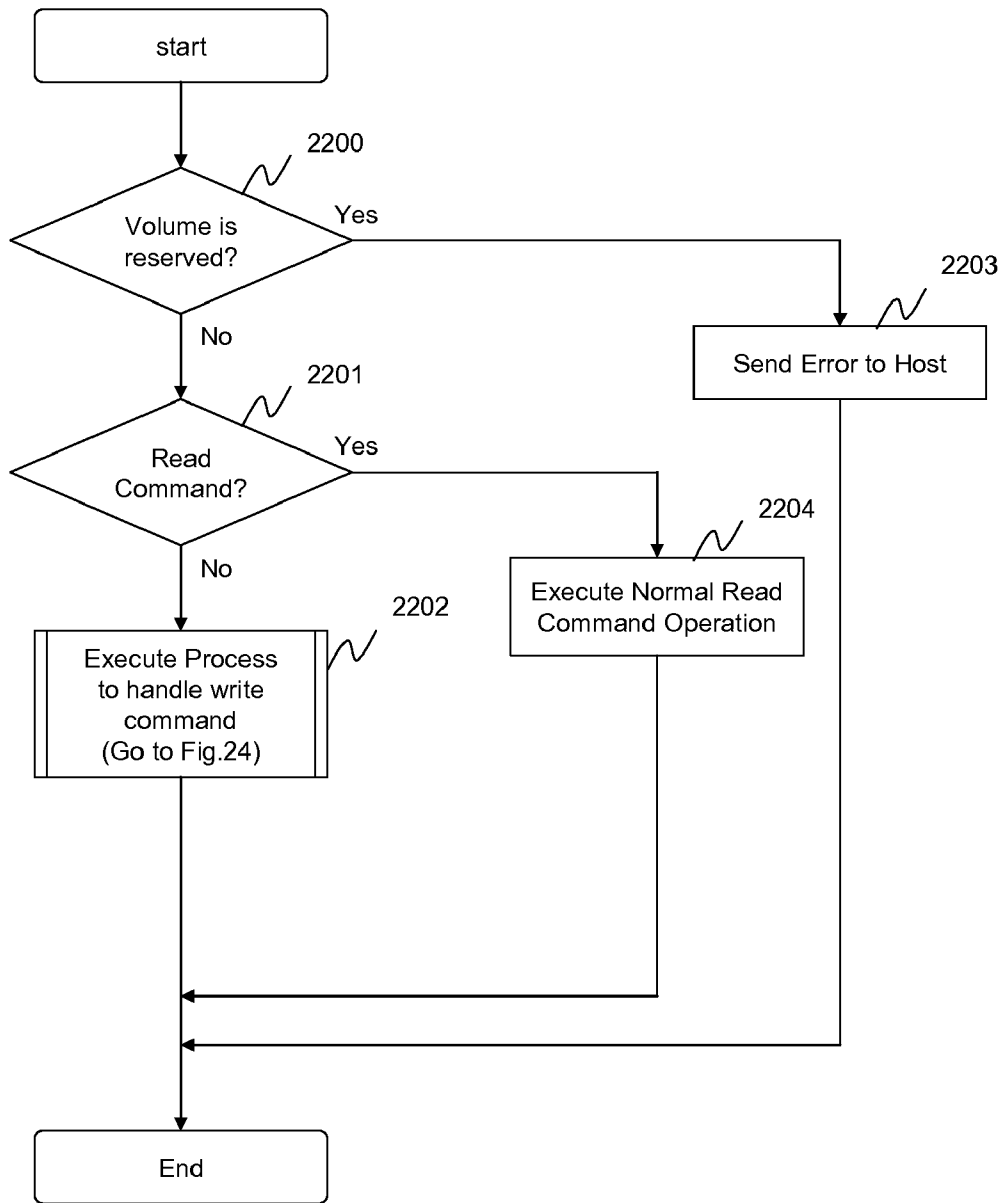 start
2200
Volume is
reserved?
Yes
No
2203
Send Error to Host
2201
Read
Command?
Yes
No
2204
Execute Normal Read
Command Operation
2202
Execute Process
to handle write
command
(Go to Fig.24)
End